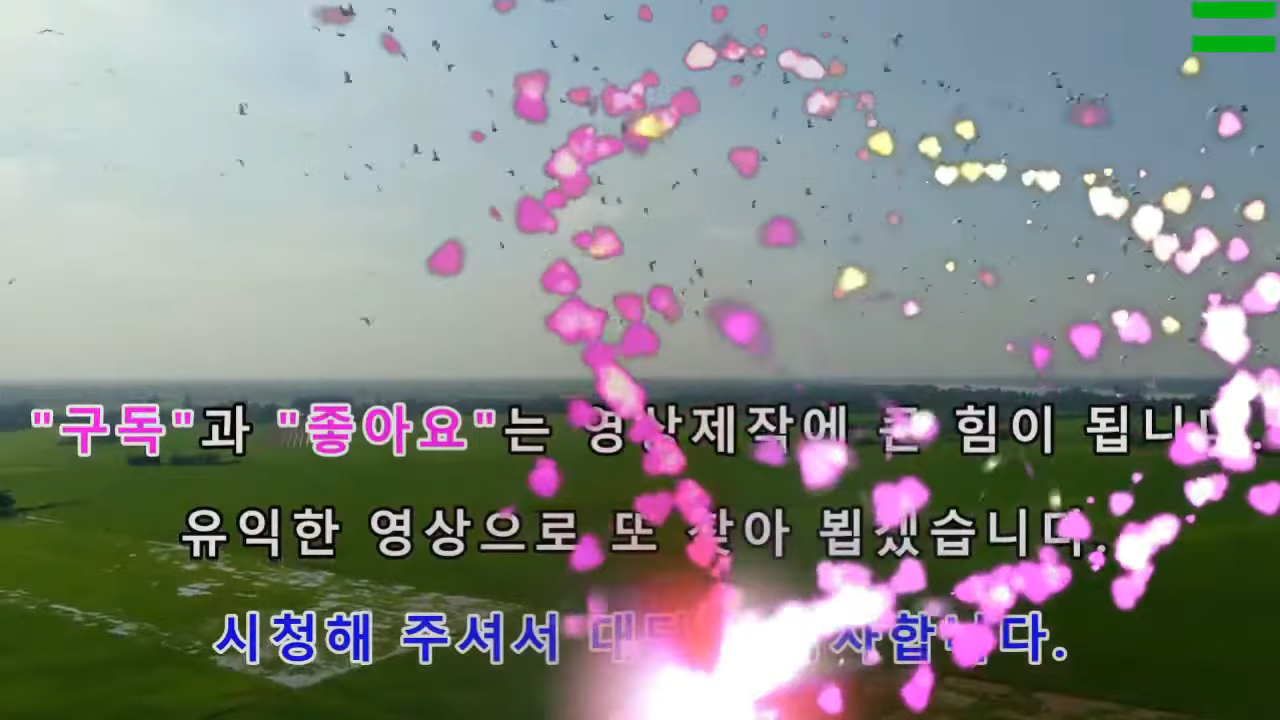 "구독"과 "좋아요"는 영상제작에 큰 힘이 됩니다.
유익한 영상으로 또 찾아 뵙겠습니다.
시청해 주셔서